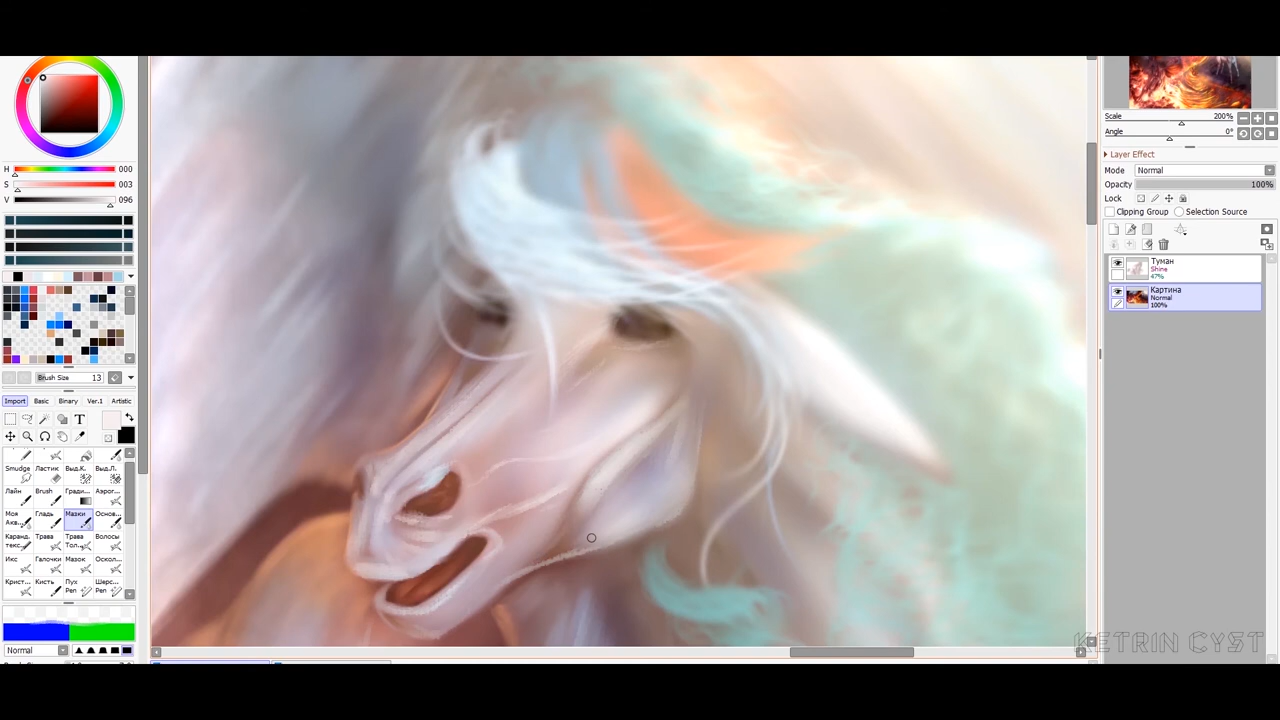 H 000
S 003
V 096
Brush Size 13
Import Basic Binary Ver.1 Artistic
T
Smudge Ластик Выд.К. Выд.Л.
Лайн Brush Гради... Аэрог...
Моя Акв... Гладь Мазки Основ...
Каранд. текс... Трава Трава Тол... Волосы
Икс Галочки Мазок Каранд...
Крист... Кисть Пух Pen Шерс... Pen
Normal
Scale 200%
Angle 0°
Layer Effect
Mode Normal
Opacity 100%
Lock
Clipping Group Selection Source
Туман
Shine
47%
Картина
Normal
100%
KETRIN CYST